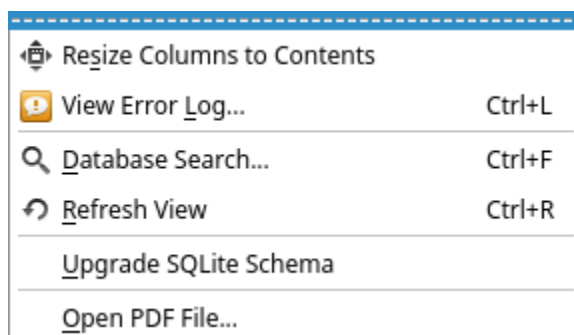 Resize Columns to Contents
View Error Log... Ctrl+L
Database Search... Ctrl+F
Refresh View Ctrl+R
Upgrade SQLite Schema
Open PDF File...